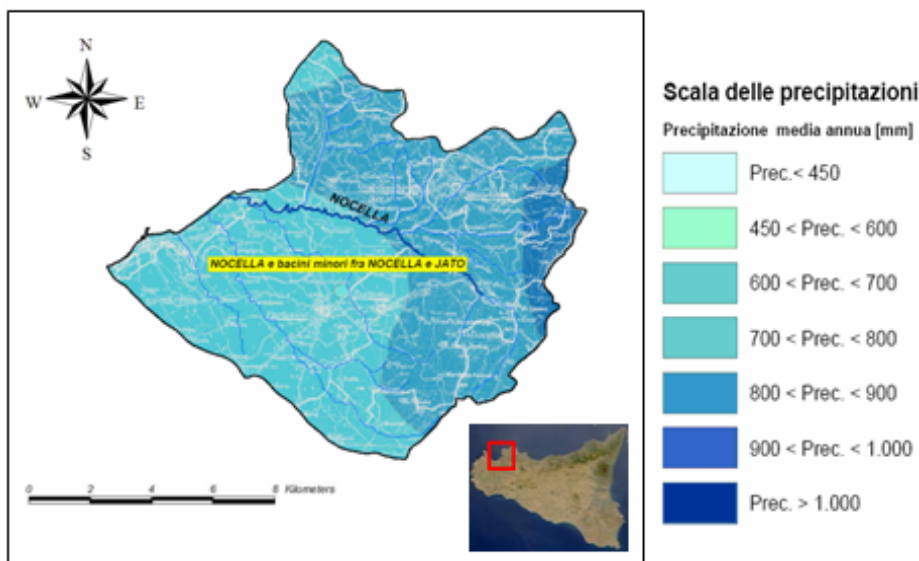 N
W E
S
NOCELLA
NOCELLA e bacini minori fra NOCELLA e JATO
0 2 4 6 8 Kilometers
Scala delle precipitazioni
Precipitazione media annua [mm]
Prec.< 450
450 < Prec. < 600
600 < Prec. < 700
700 < Prec. < 800
800 < Prec. < 900
900 < Prec. < 1.000
Prec. > 1.000